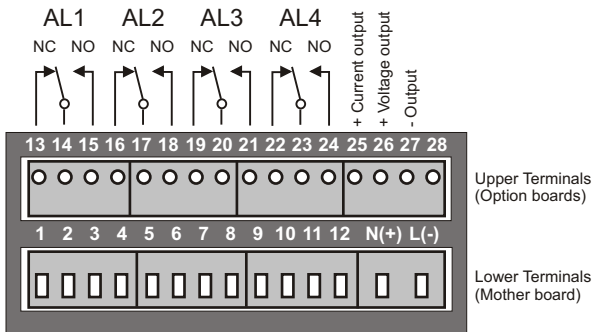 AL1 AL2 AL3 AL4
NC NO NC NO NC NO NC NO
+ Current output
+ Voltage output
- Output
13 14 15 16 17 18 19 20 21 22 23 24 25 26 27 28
Upper Terminals
(Option boards)
1 2 3 4 5 6 7 8 9 10 11 12 N(+) L(-)
Lower Terminals
(Mother board)